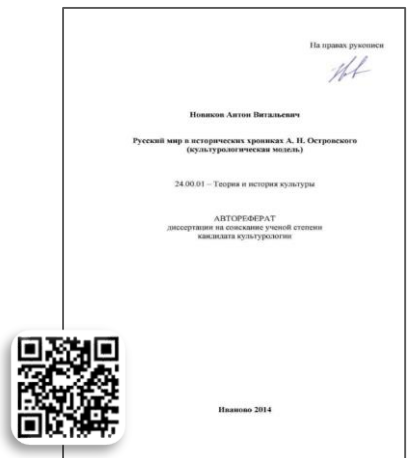 На правах рукописи
Новиков Антон Витальевич
Русский мир в исторических хрониках А. Н. Островского
(культурологическая модель)
24.00.01 – Теория и история культуры
АВТОРЕФЕРАТ
диссертации на соискание ученой степени
кандидата культурологии
Иваново 2014